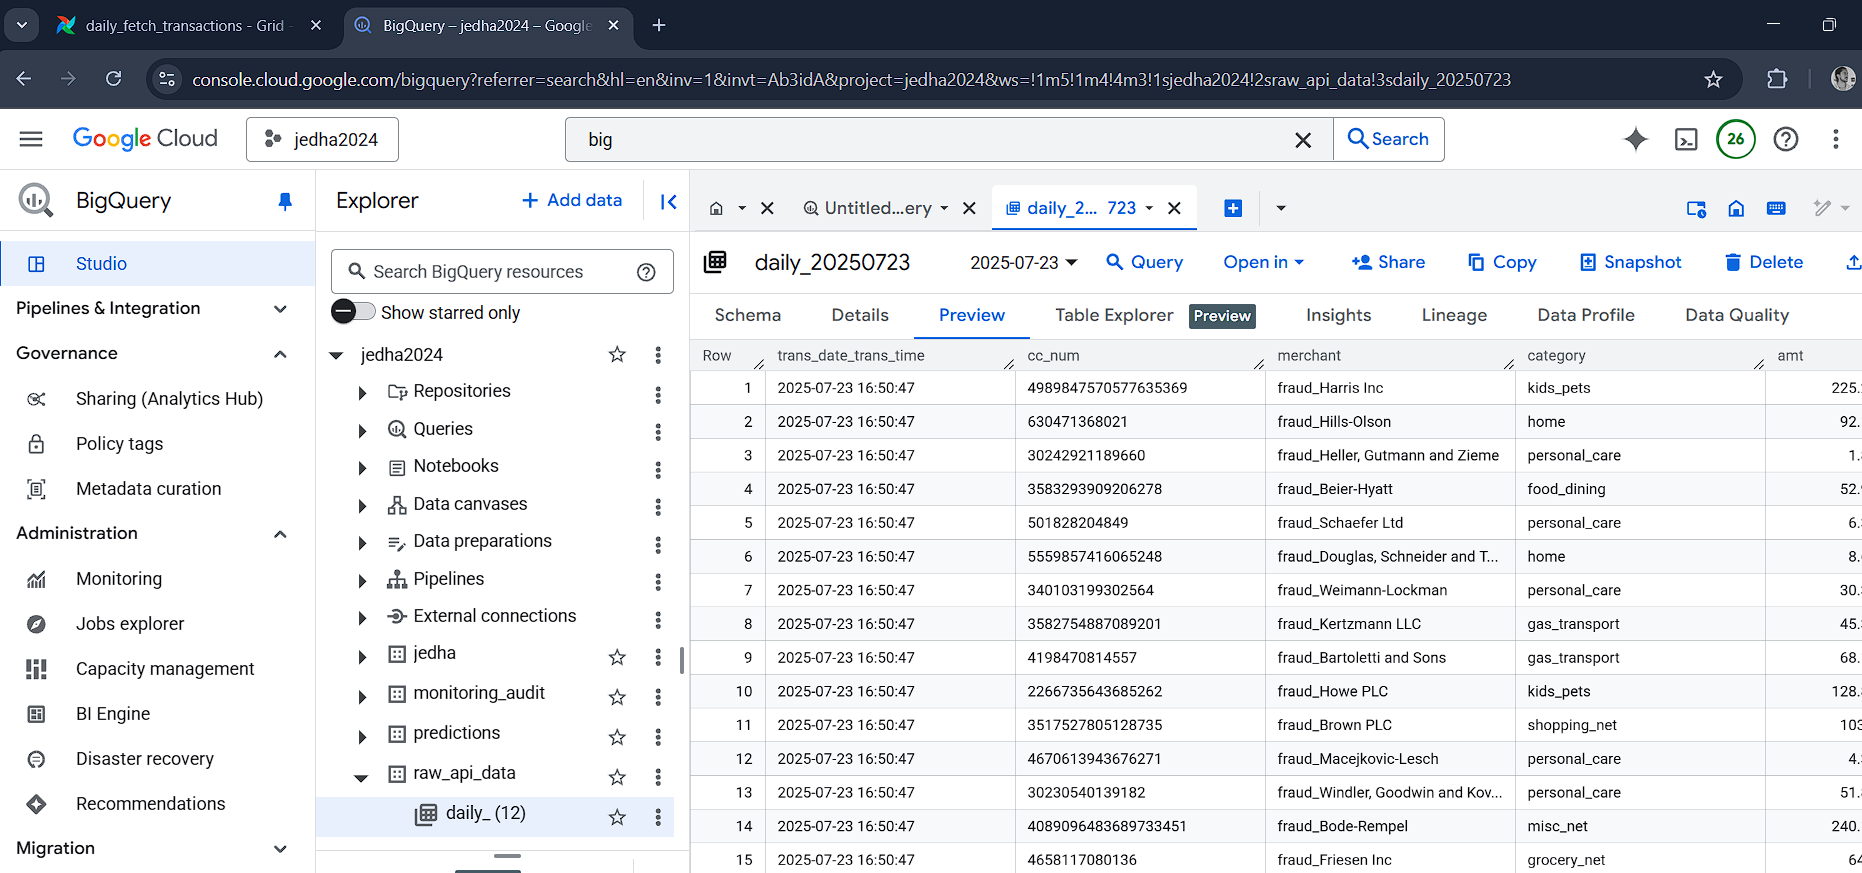 daily_fetch_transactions - Grid -
BigQuery – jedha2024 – Google
console.cloud.google.com/bigquery?referrer=search&hl=en&inv=1&invt=Ab3idA&project=jedha2024&ws=!1m5!1m4!4m3!1sjedha2024!2sraw_api_data!3sdaily_20250723
Google Cloud
jedha2024
big
Search
26
BigQuery
Studio
Pipelines & Integration
Governance
Sharing (Analytics Hub)
Policy tags
Metadata curation
Administration
Monitoring
Jobs explorer
Capacity management
BI Engine
Disaster recovery
Recommendations
Migration
Explorer
Add data
Search BigQuery resources
Show starred only
jedha2024
Repositories
Queries
Notebooks
Data canvases
Data preparations
Pipelines
External connections
jedha
monitoring_audit
predictions
raw_api_data
daily_ (12)
Untitled...ery
daily_2... 723
daily_20250723
2025-07-23
Query
Open in
Share
Copy
Snapshot
Delete
Schema
Details
Preview
Table Explorer Preview
Insights
Lineage
Data Profile
Data Quality
Row trans_date_trans_time cc_num merchant category amt
1 2025-07-23 16:50:47 4989847570577635369 fraud_Harris Inc kids_pets 225.
2 2025-07-23 16:50:47 630471368021 fraud_Hills-Olson home 92.
3 2025-07-23 16:50:47 30242921189660 fraud_Heller, Gutmann and Zieme personal_care 1.
4 2025-07-23 16:50:47 3583293909206278 fraud_Beier-Hyatt food_dining 52.
5 2025-07-23 16:50:47 501828204849 fraud_Schaefer Ltd personal_care 6.
6 2025-07-23 16:50:47 5559857416065248 fraud_Douglas, Schneider and T... home 8.
7 2025-07-23 16:50:47 340103199302564 fraud_Weimann-Lockman personal_care 30.
8 2025-07-23 16:50:47 3582754887089201 fraud_Kertzmann LLC gas_transport 45.
9 2025-07-23 16:50:47 4198470814557 fraud_Bartoletti and Sons gas_transport 68.
10 2025-07-23 16:50:47 2266735643685262 fraud_Howe PLC kids_pets 128.
11 2025-07-23 16:50:47 3517527805128735 fraud_Brown PLC shopping_net 103
12 2025-07-23 16:50:47 4670613943676271 fraud_Macejkovic-Lesch personal_care 4.
13 2025-07-23 16:50:47 30230540139182 fraud_Windler, Goodwin and Kov... personal_care 51.
14 2025-07-23 16:50:47 4089096483689733451 fraud_Bode-Rempel misc_net 240.
15 2025-07-23 16:50:47 4658117080136 fraud_Friesen Inc grocery_net 64